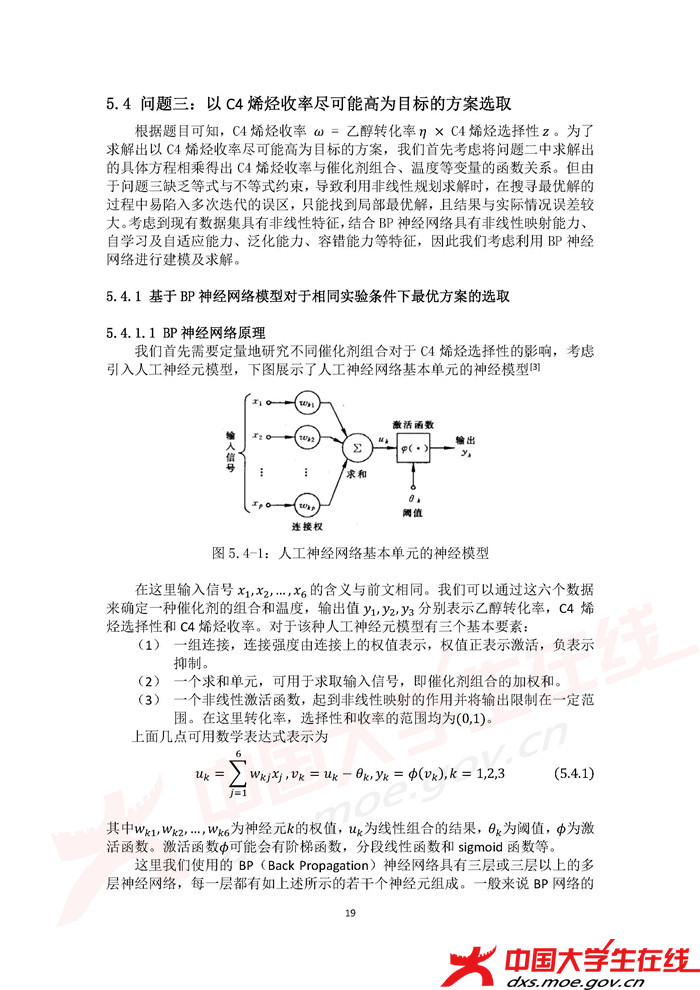 5.4 问题三：以 C4 烯烃收率尽可能高为目标的方案选取
根据题目可知，C4 烯烃收率 ω = 乙醇转化率 η × C4 烯烃选择性 z 。为了
求解出以 C4 烯烃收率尽可能高为目标的方案，我们首先考虑将问题二中求解出
的具体方程相乘得出 C4 烯烃收率与催化剂组合、温度等变量的函数关系。但由
于问题三缺乏等式与不等式约束，导致利用非线性规划求解时，在搜寻最优解的
过程中易陷入多次迭代的误区，只能找到局部最优解，且结果与实际情况误差较
大。考虑到现有数据集具有非线性特征，结合 BP 神经网络具有非线性映射能力、
自学习及自适应能力、泛化能力、容错能力等特征，因此我们考虑利用 BP 神经
网络进行建模及求解。
5.4.1 基于 BP 神经网络模型对于相同实验条件下最优方案的选取
5.4.1.1 BP 神经网络原理
我们首先需要定量地研究不同催化剂组合对于 C4 烯烃选择性的影响，考虑
引入人工神经元模型，下图展示了人工神经网络基本单元的神经模型[3]
输入信号
x1
wk1
x2
wk2
⋮
⋮
xp
wkp
连接权
Σ
求和
uk
激活函数
φ(·)
θk
阈值
输出
yk
图 5.4-1：人工神经网络基本单元的神经模型
在这里输入信号 x₁, x₂, … , x₆ 的含义与前文相同。我们可以通过这六个数据
来确定一种催化剂的组合和温度，输出值 y₁, y₂, y₃ 分别表示乙醇转化率，C4 烯
烃选择性和 C4 烯烃收率。对于该种人工神经元模型有三个基本要素：
（1） 一组连接，连接强度由连接上的权值表示，权值正表示激活，负表示
抑制。
（2） 一个求和单元，可用于求取输入信号，即催化剂组合的加权和。
（3） 一个非线性激活函数，起到非线性映射的作用并将输出限制在一定范
围。在这里转化率，选择性和收率的范围均为(0,1)。
上面几点可用数学表达式表示为
u_k = ∑_{j=1}^{6} w_{kj}x_j , v_k = u_k − θ_k, y_k = ϕ(v_k), k = 1,2,3 (5.4.1)
其中w_{k1}, w_{k2}, … , w_{k6}为神经元k的权值，u_k为线性组合的结果，θ_k为阈值，ϕ为激
活函数。激活函数ϕ可能会有阶梯函数，分段线性函数和 sigmoid 函数等。
这里我们使用的 BP（Back Propagation）神经网络具有三层或三层以上的多
层神经网络，每一层都有如上述所示的若干个神经元组成。一般来说 BP 网络的
19
中国大学生在线
dxs.moe.gov.cn